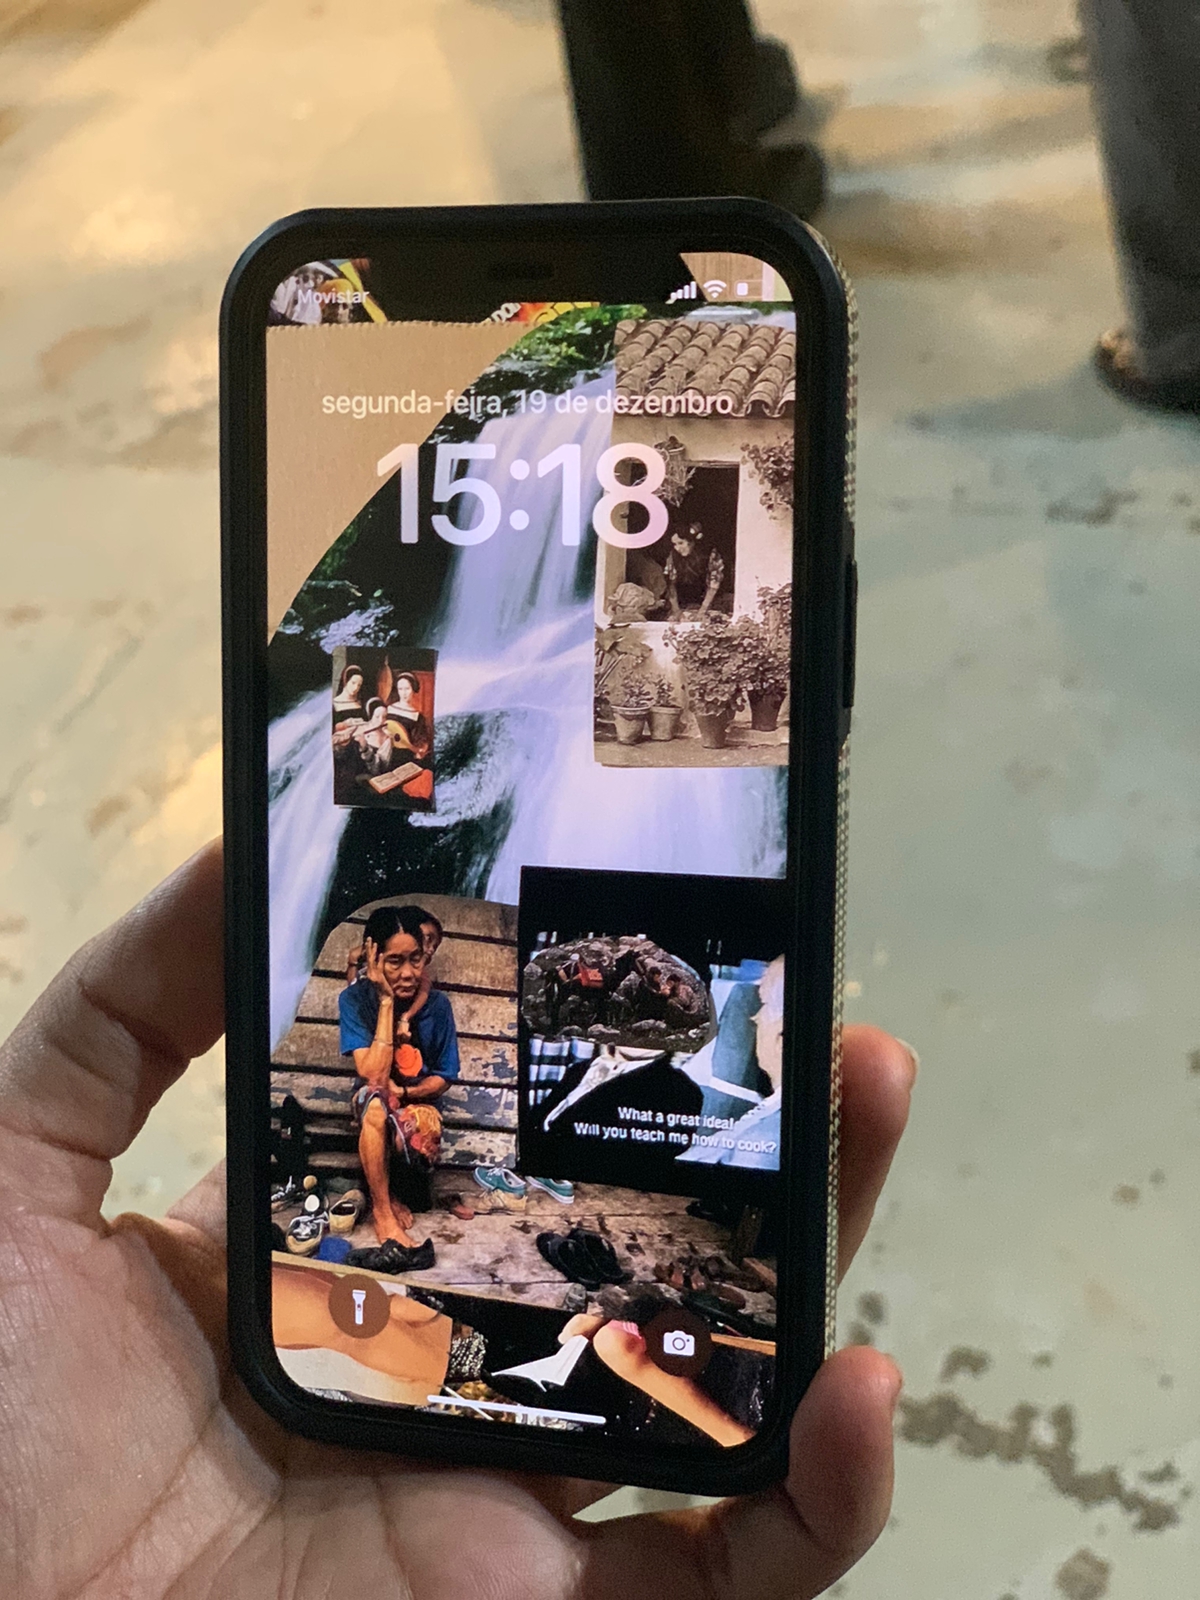 Movistar
segunda-feira, 19 de dezembro
15:18
What a great idea!
Will you teach me how to cook?